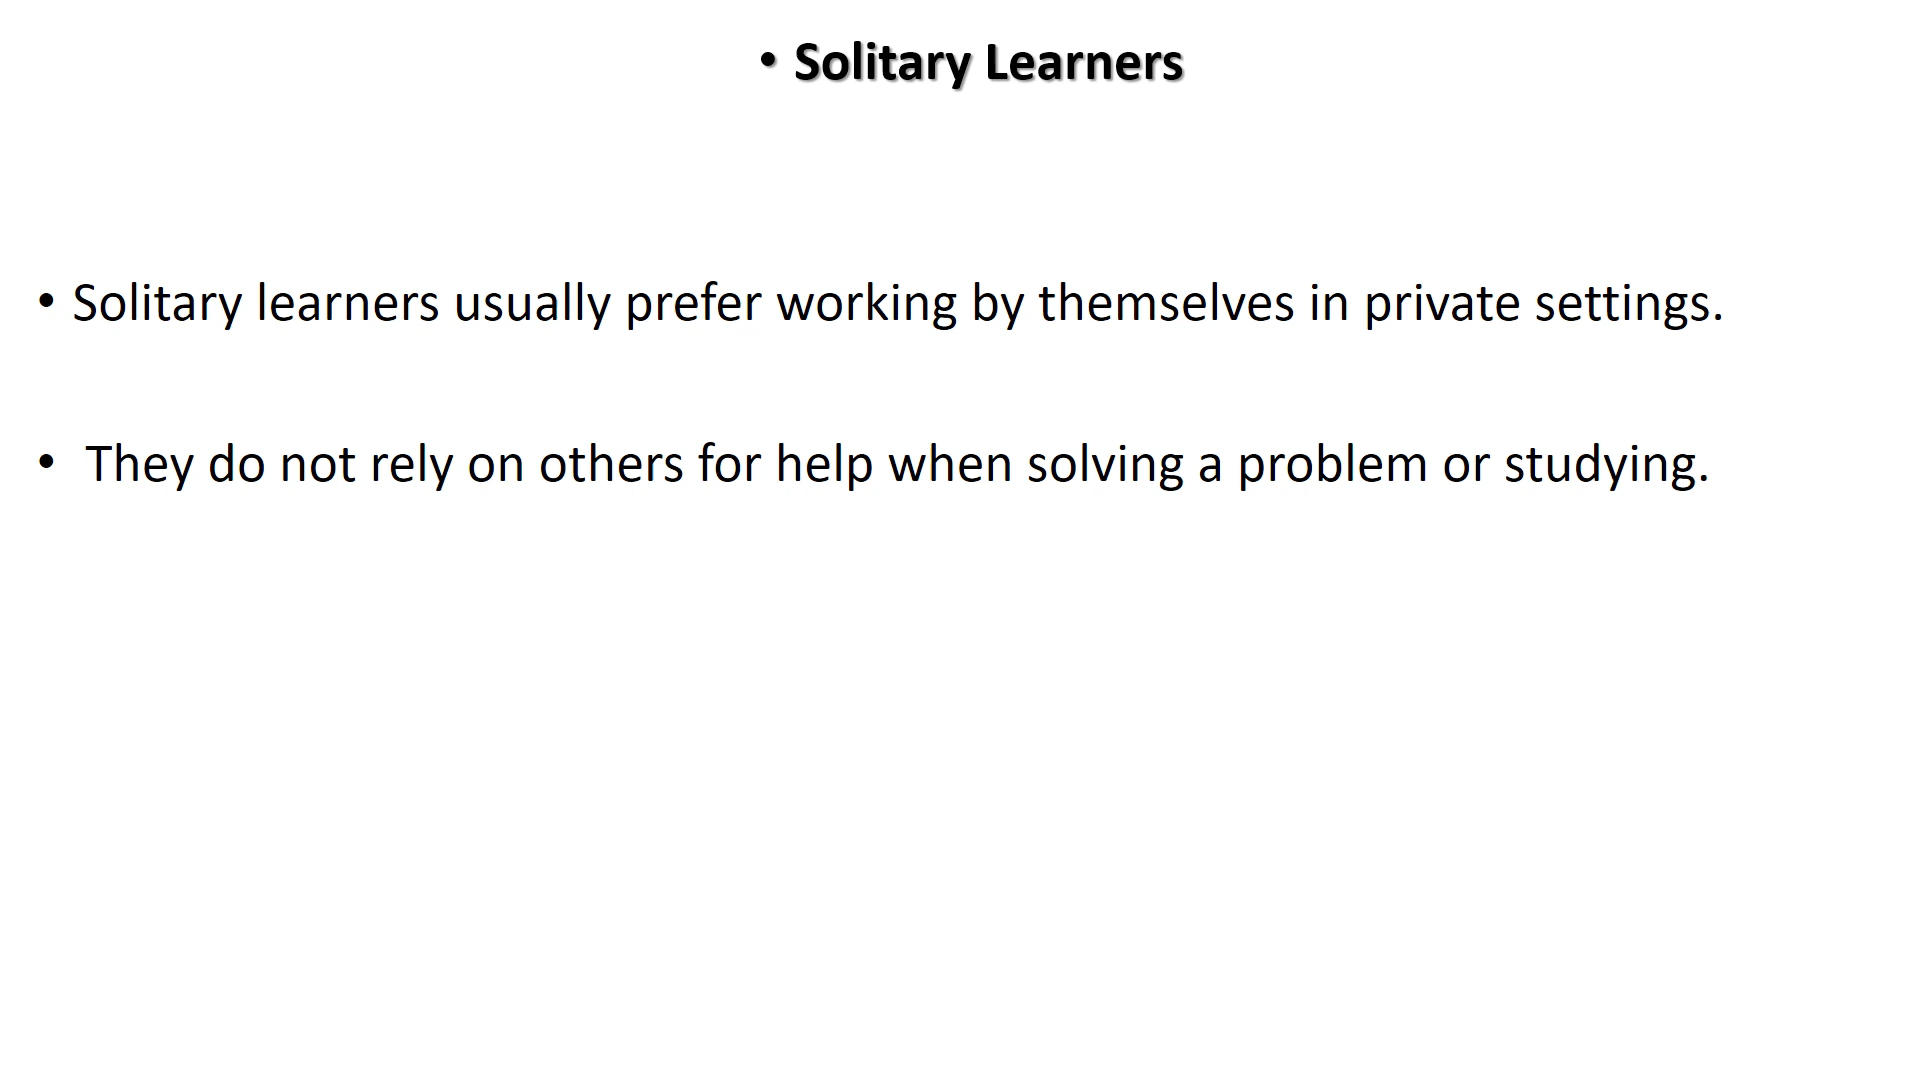 • Solitary Learners
• Solitary learners usually prefer working by themselves in private settings.
• They do not rely on others for help when solving a problem or studying.